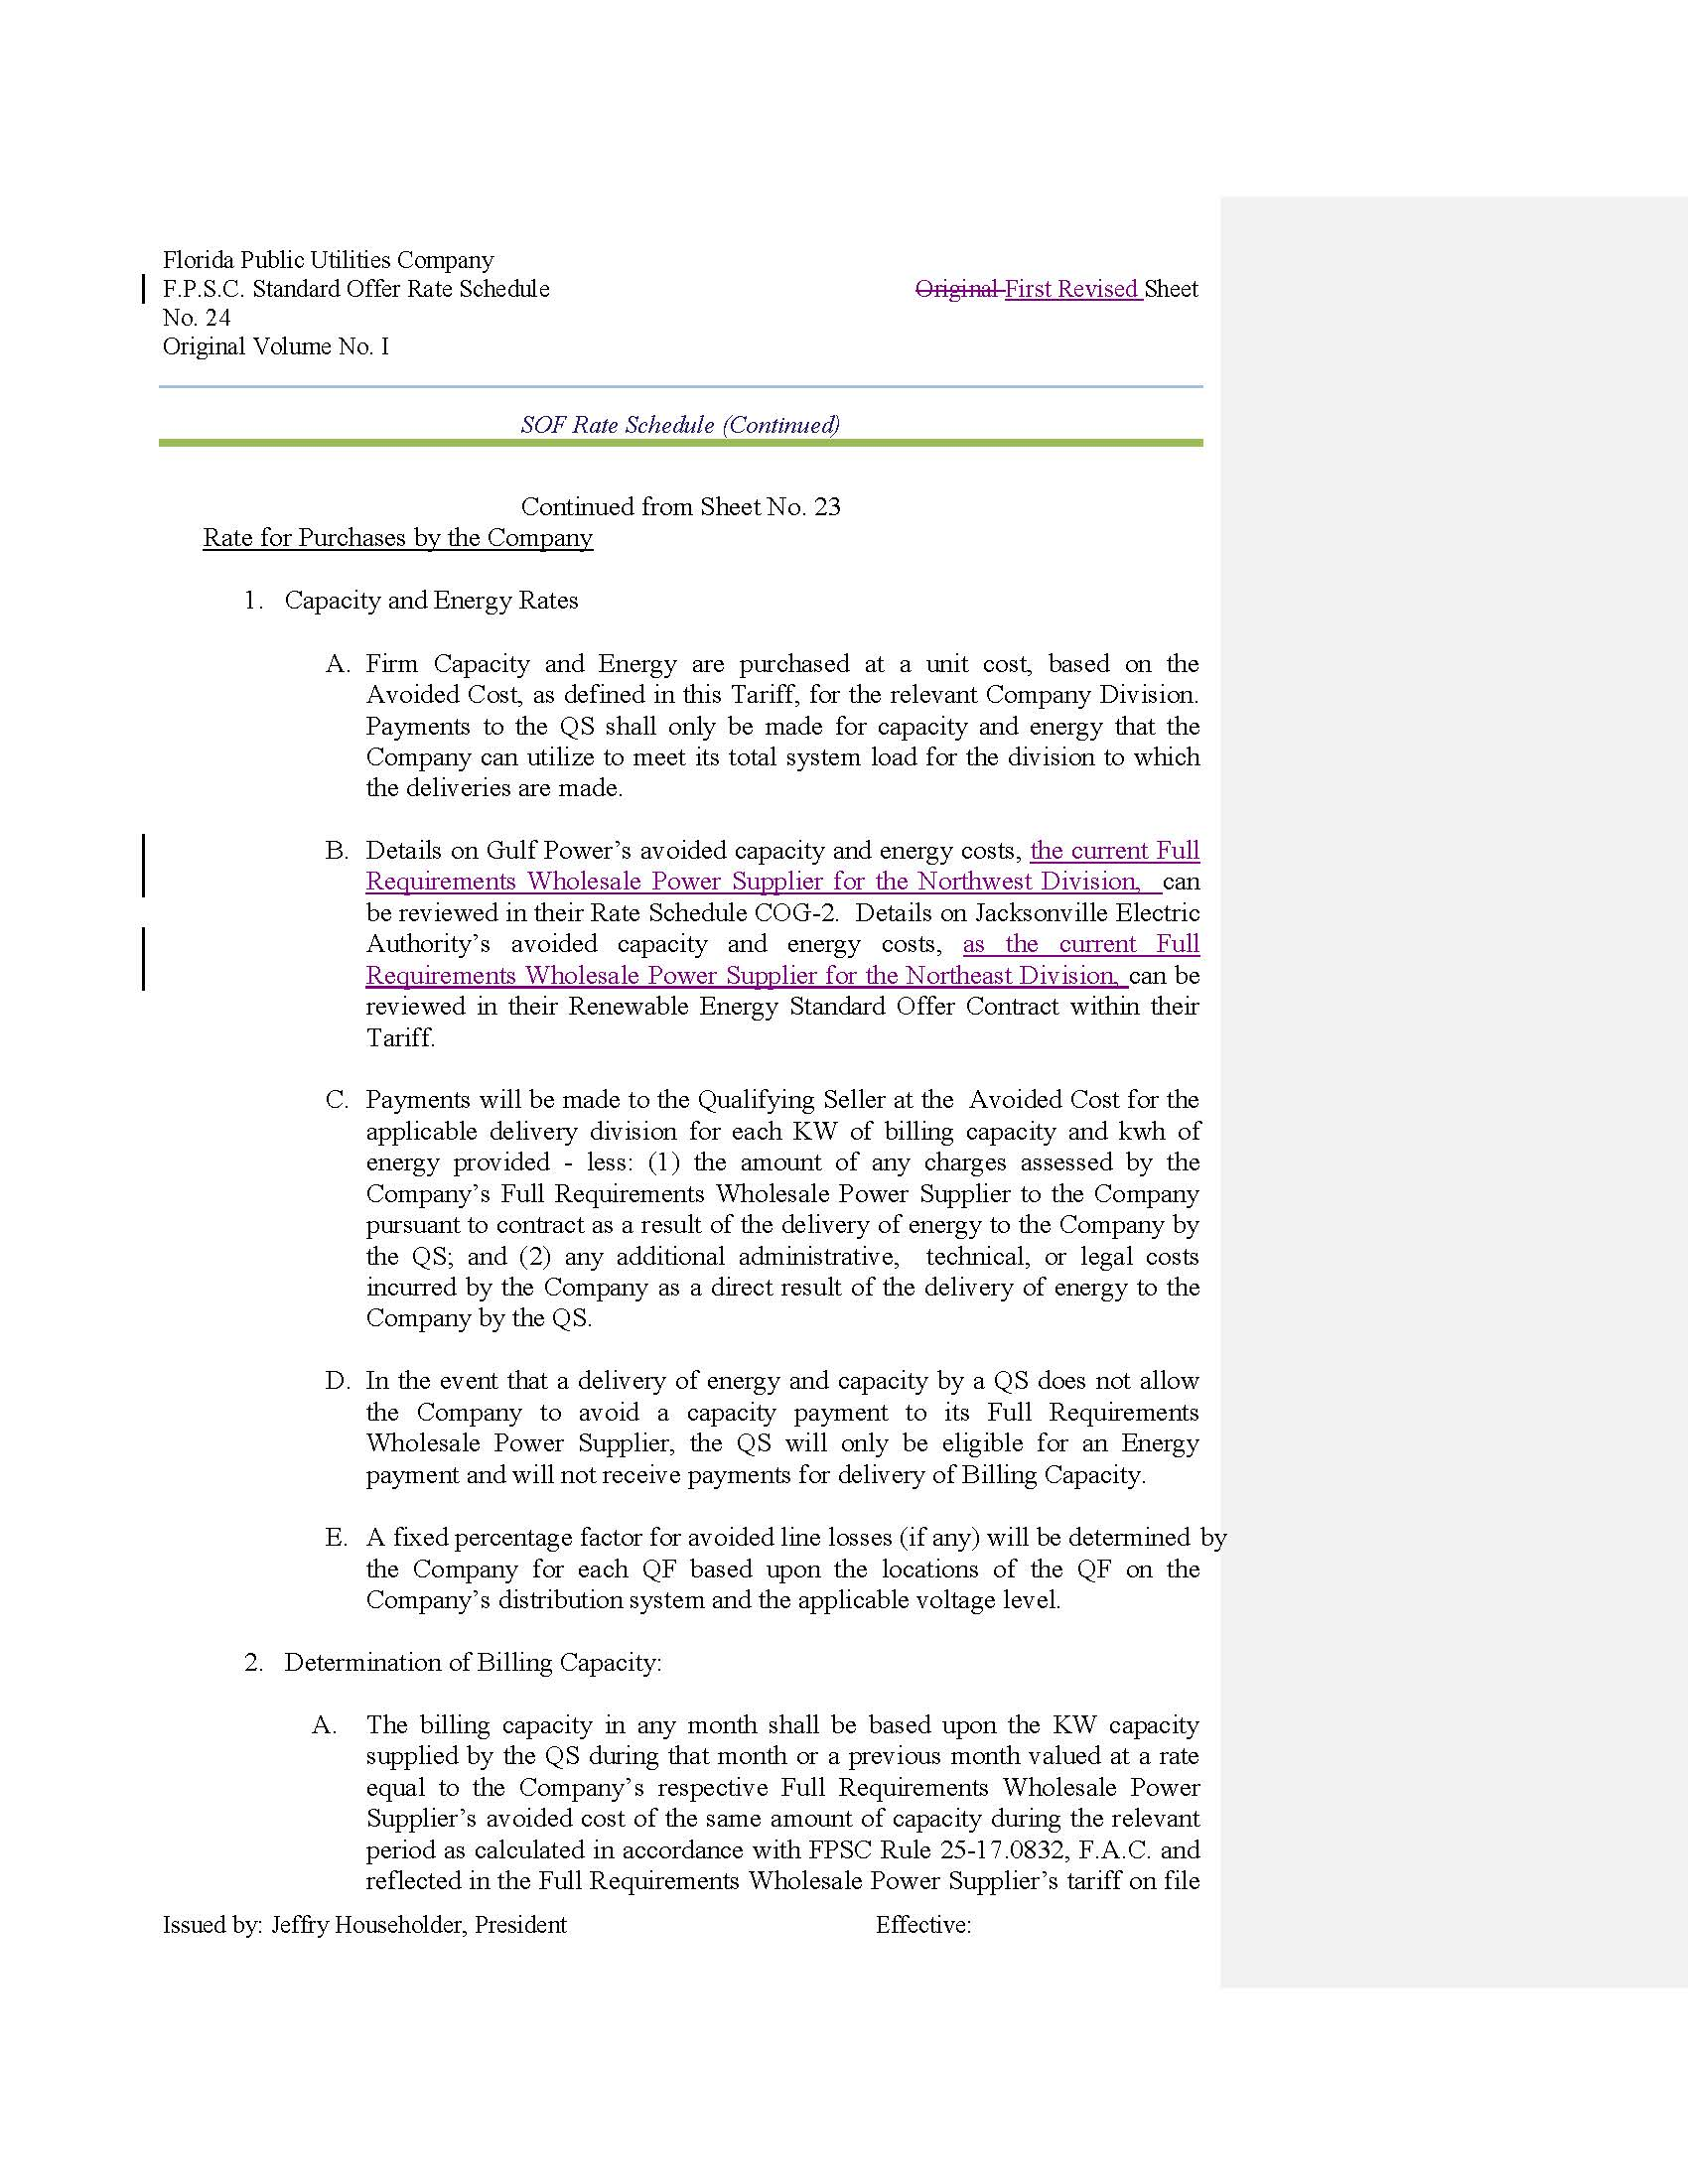 Florida Public Utilities Company
F.P.S.C. Standard Offer Rate Schedule Original First Revised Sheet
No. 24
Original Volume No. I
SOF Rate Schedule (Continued)
Continued from Sheet No. 23
Rate for Purchases by the Company
1. Capacity and Energy Rates
A. Firm Capacity and Energy are purchased at a unit cost, based on the
Avoided Cost, as defined in this Tariff, for the relevant Company Division.
Payments to the QS shall only be made for capacity and energy that the
Company can utilize to meet its total system load for the division to which
the deliveries are made.
B. Details on Gulf Power’s avoided capacity and energy costs, the current Full
Requirements Wholesale Power Supplier for the Northwest Division, can
be reviewed in their Rate Schedule COG-2. Details on Jacksonville Electric
Authority’s avoided capacity and energy costs, as the current Full
Requirements Wholesale Power Supplier for the Northeast Division, can be
reviewed in their Renewable Energy Standard Offer Contract within their
Tariff.
C. Payments will be made to the Qualifying Seller at the Avoided Cost for the
applicable delivery division for each KW of billing capacity and kwh of
energy provided - less: (1) the amount of any charges assessed by the
Company’s Full Requirements Wholesale Power Supplier to the Company
pursuant to contract as a result of the delivery of energy to the Company by
the QS; and (2) any additional administrative, technical, or legal costs
incurred by the Company as a direct result of the delivery of energy to the
Company by the QS.
D. In the event that a delivery of energy and capacity by a QS does not allow
the Company to avoid a capacity payment to its Full Requirements
Wholesale Power Supplier, the QS will only be eligible for an Energy
payment and will not receive payments for delivery of Billing Capacity.
E. A fixed percentage factor for avoided line losses (if any) will be determined by
the Company for each QF based upon the locations of the QF on the
Company’s distribution system and the applicable voltage level.
2. Determination of Billing Capacity:
A. The billing capacity in any month shall be based upon the KW capacity
supplied by the QS during that month or a previous month valued at a rate
equal to the Company’s respective Full Requirements Wholesale Power
Supplier’s avoided cost of the same amount of capacity during the relevant
period as calculated in accordance with FPSC Rule 25-17.0832, F.A.C. and
reflected in the Full Requirements Wholesale Power Supplier’s tariff on file
Issued by: Jeffry Householder, President Effective: